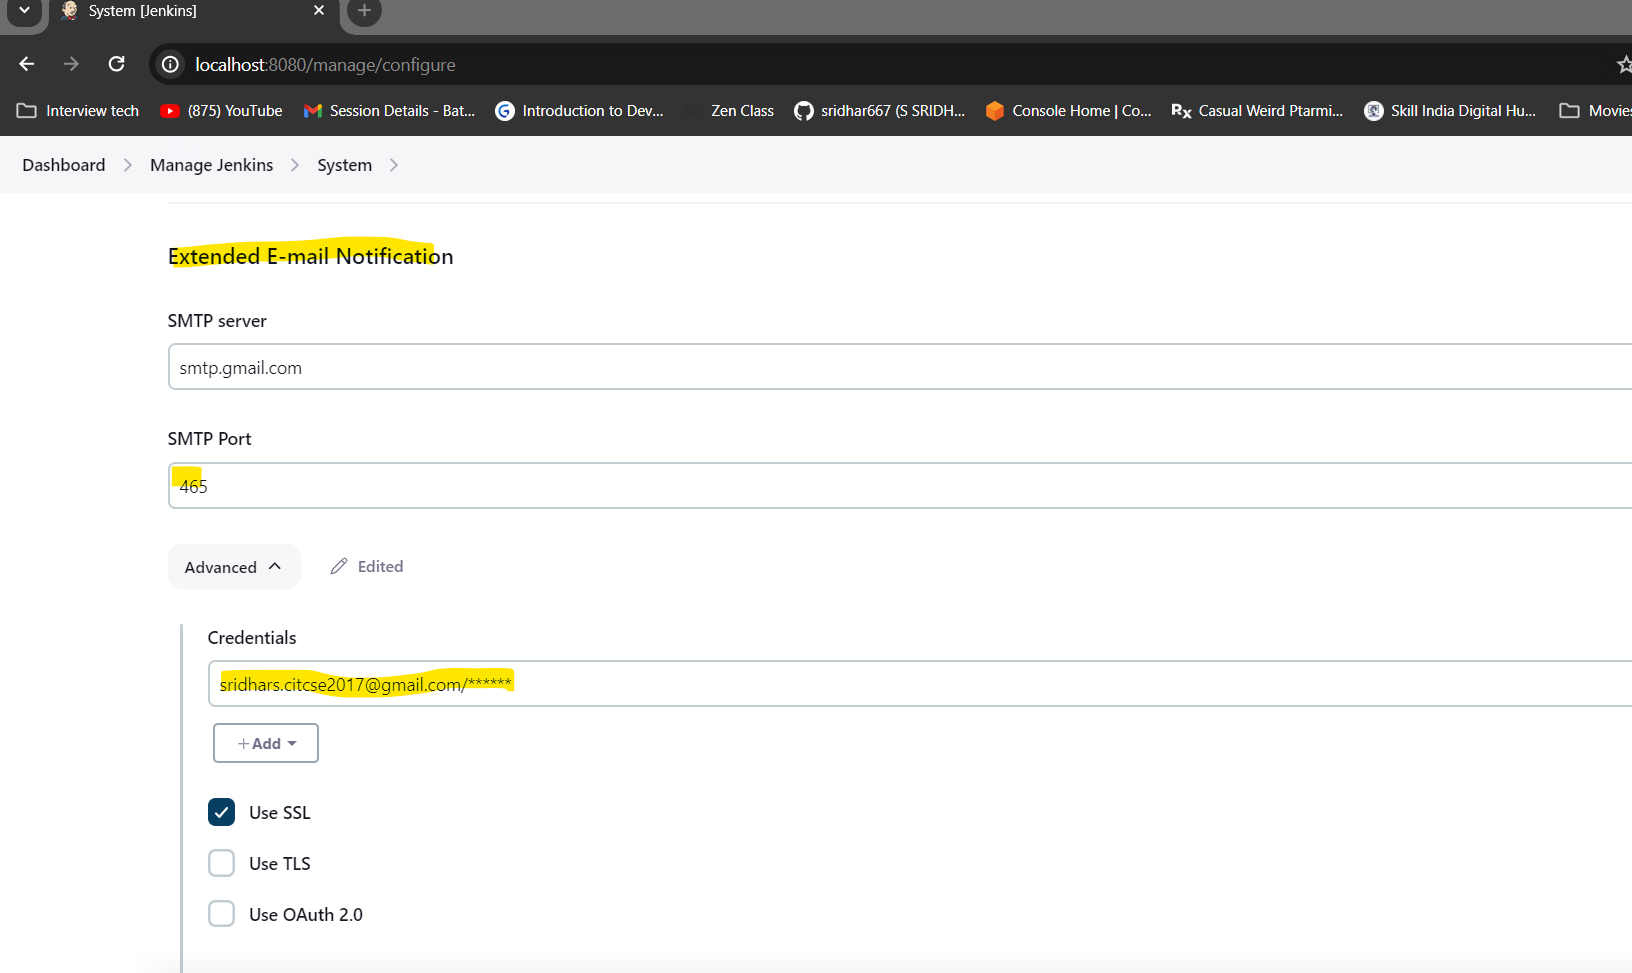 System [Jenkins]
localhost:8080/manage/configure
Interview tech (875) YouTube Session Details - Bat... Introduction to Dev... Zen Class sridhar667 (S SRIDH... Console Home | Co... Rx Casual Weird Ptarmi... Skill India Digital Hu... Movies
Dashboard Manage Jenkins System
Extended E-mail Notification
SMTP server
smtp.gmail.com
SMTP Port
465
Advanced Edited
Credentials
sridhars.citcse2017@gmail.com/******
+ Add
Use SSL
Use TLS
Use OAuth 2.0